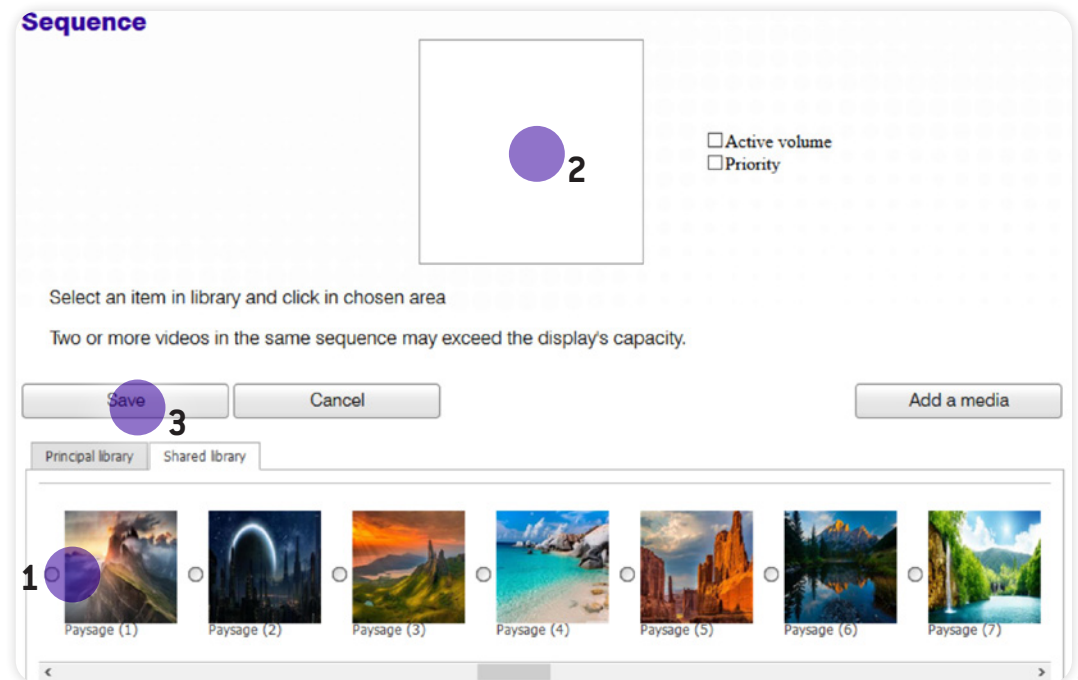 Sequence
2
Active volume
Priority
Select an item in library and click in chosen area
Two or more videos in the same sequence may exceed the display's capacity.
Save
3
Cancel
Add a media
Principal library
Shared library
1
Paysage (1)
Paysage (2)
Paysage (3)
Paysage (4)
Paysage (5)
Paysage (6)
Paysage (7)